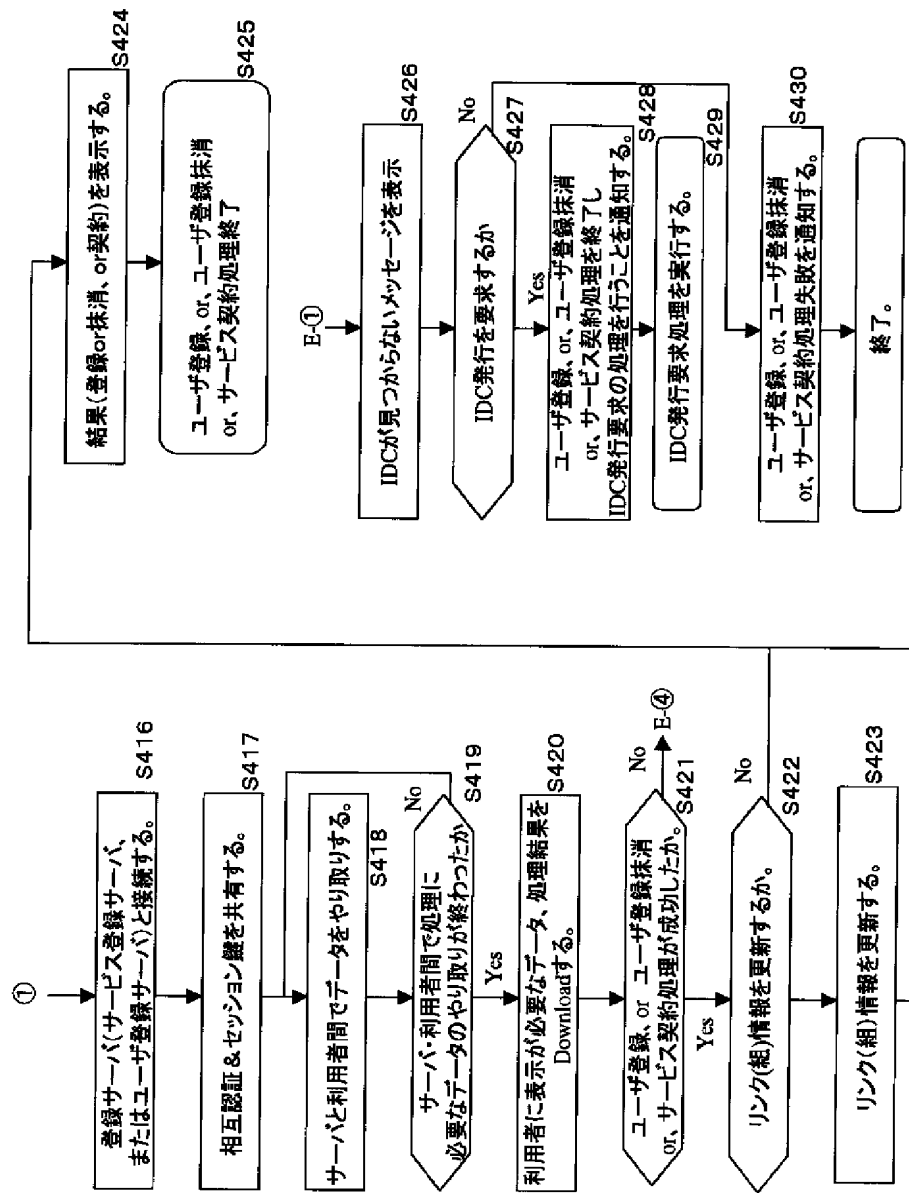 ①
登録サーバ(サービス登録サーバ、
またはユーザ登録サーバ)と接続する。
S416
相互認証&セッション鍵を共有する。
S417
サーバと利用者間でデータをやり取りする。
S418
サーバ・利用者間で処理に
必要なデータのやり取りが終わったか
No
S419
Yes
利用者に表示が必要なデータ、処理結果を
Downloadする。
S420
ユーザ登録、or ユーザ登録抹消
or、サービス契約処理が成功したか。
No
E-④
S421
Yes
リンク(組)情報を更新するか。
No
S422
リンク(組)情報を更新する。
S423
結果(登録or抹消、or契約)を表示する。
S424
ユーザ登録、or、ユーザ登録抹消
or、サービス契約処理終了
S425
E-①
IDCが見つからないメッセージを表示
S426
IDC発行を要求するか
No
S427
Yes
ユーザ登録、or、ユーザ登録抹消
or、サービス契約処理を終了し
IDC発行要求の処理を行うことを通知する。
S428
IDC発行要求処理を実行する。
S429
ユーザ登録、or、ユーザ登録抹消
or、サービス契約処理失敗を通知する。
S430
終了。